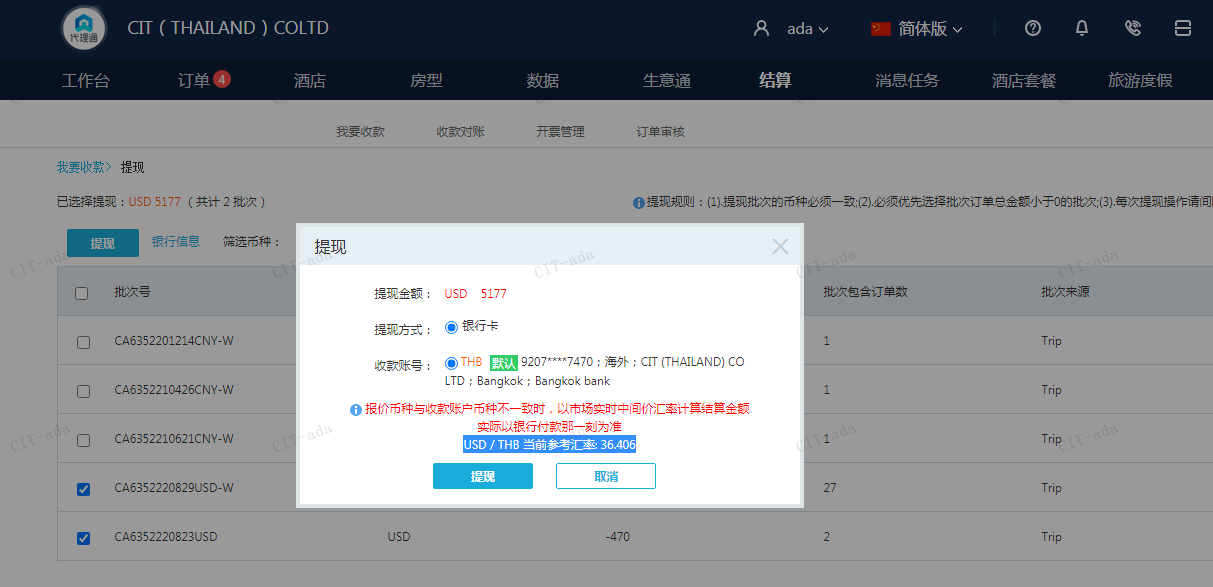 代理通
CIT ( THAILAND ) COLTD
ada
简体版
工作台
订单 4
酒店
房型
数据
生意通
结算
消息任务
酒店套餐
旅游度假
我要收款
收款对账
开票管理
订单审核
我要收款> 提现
已选择提现：USD 5177 （ 共计 2 批次 ）
提现规则：(1).提现批次的币种必须一致;(2).必须优先选择批次订单总金额小于0的批次;(3).每次提现操作请间
提现
银行信息
筛选币种：
批次号
批次包含订单数
批次来源
CA6352201214CNY-W
1
Trip
CA6352210426CNY-W
1
Trip
CA6352210621CNY-W
1
Trip
CA6352220829USD-W
27
Trip
CA6352220823USD
USD
-470
2
Trip
提现
提现金额： USD 5177
提现方式： 银行卡
收款账号： THB 默认 9207****7470；海外；CIT (THAILAND) CO
LTD；Bangkok；Bangkok bank
报价币种与收款账户币种不一致时，以市场实时中间价汇率计算结算金额
实际以银行付款那一刻为准
USD / THB 当前参考汇率: 36.406
提现
取消
CIT-ada
CIT-ada
CIT-ada
CIT-ada
CIT-ada
CIT-ada
CIT-ada
CIT-ada
CIT-ada